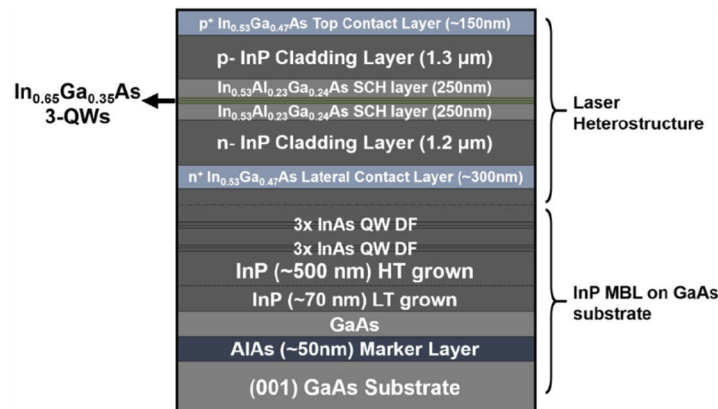 p⁺ In₀.₅₃Ga₀.₄₇As Top Contact Layer (~150nm)
p- InP Cladding Layer (1.3 μm)
In₀.₅₃Al₀.₂₃Ga₀.₂₄As SCH layer (250nm)
In₀.₆₅Ga₀.₃₅As
3-QWs
In₀.₅₃Al₀.₂₃Ga₀.₂₄As SCH layer (250nm)
n- InP Cladding Layer (1.2 μm)
n⁺ In₀.₅₃Ga₀.₄₇As Lateral Contact Layer (~300nm)
Laser
Heterostructure
3x InAs QW DF
3x InAs QW DF
InP (~500 nm) HT grown
InP (~70 nm) LT grown
GaAs
AlAs (~50nm) Marker Layer
(001) GaAs Substrate
InP MBL on GaAs
substrate